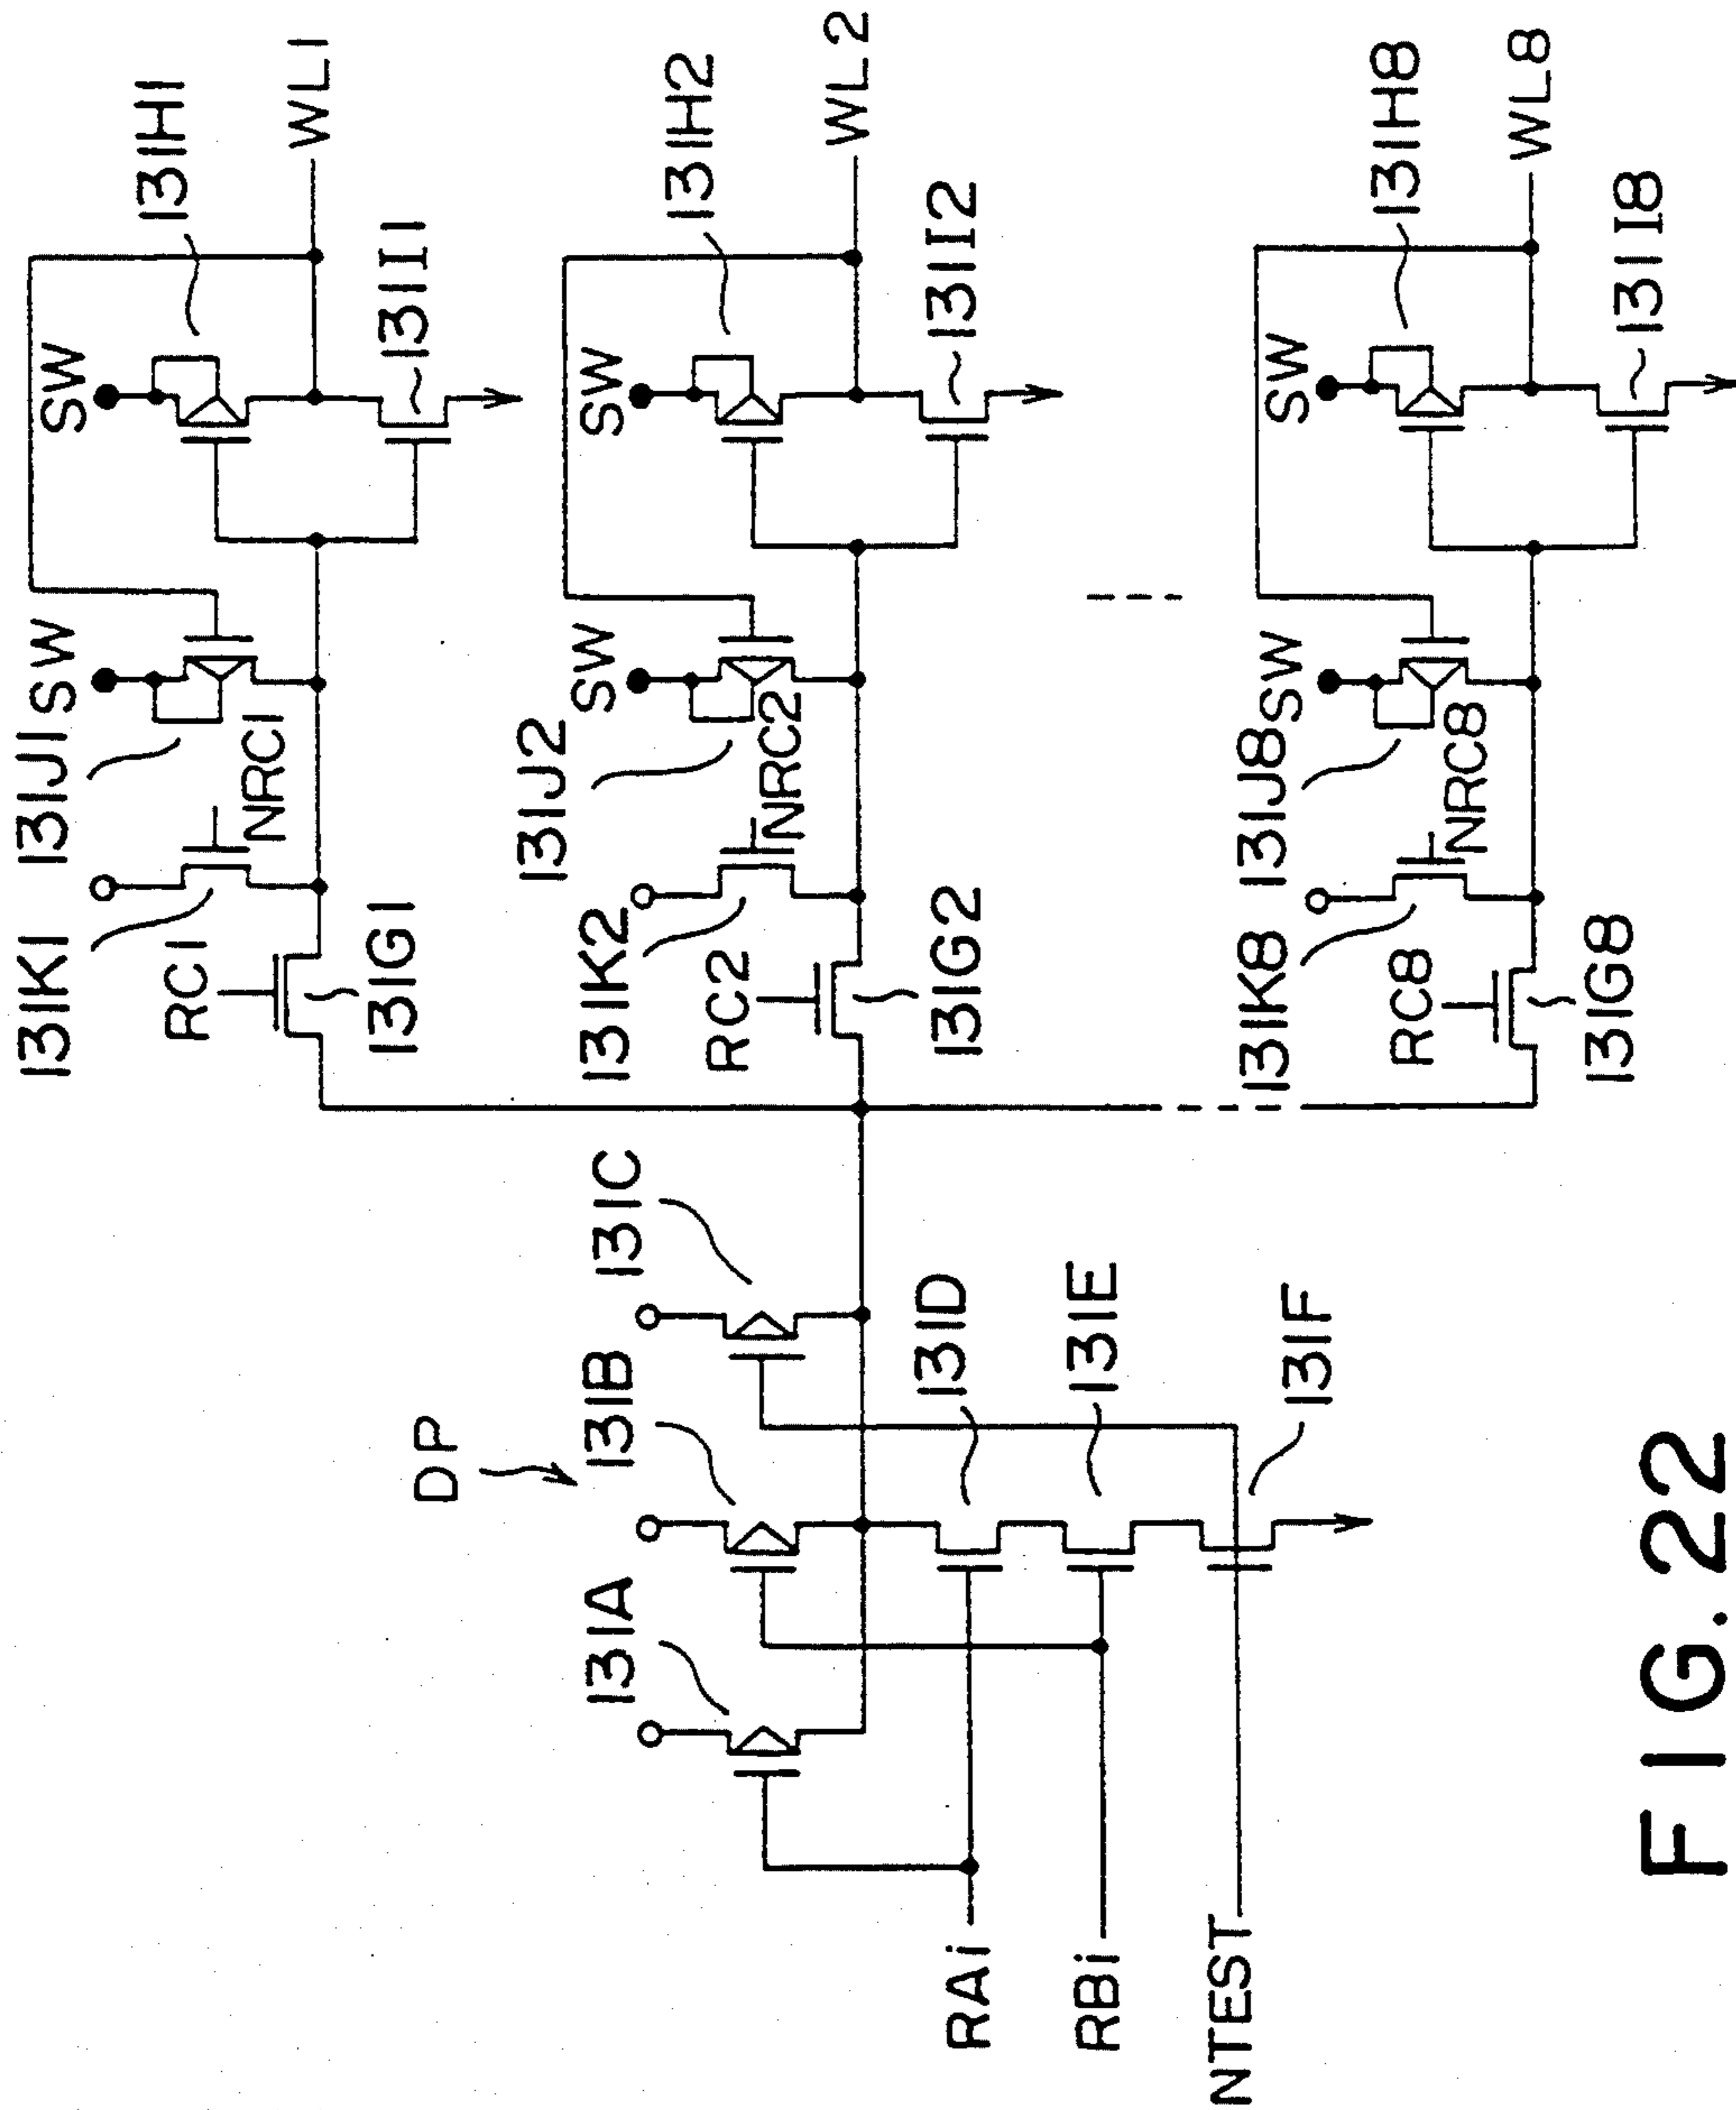 131K1
131J1
SW
SW
131H1
RC1
NRC1
WL1
131G1
131I1
131K2
131J2
SW
SW
131H2
RC2
NRC2
WL2
131G2
131I2
131K8
131J8
SW
SW
131H8
RC8
NRC8
WL8
131G8
131I8
DP
131A
131B
131C
131D
131E
131F
RAi
RBi
NTEST
FIG.22